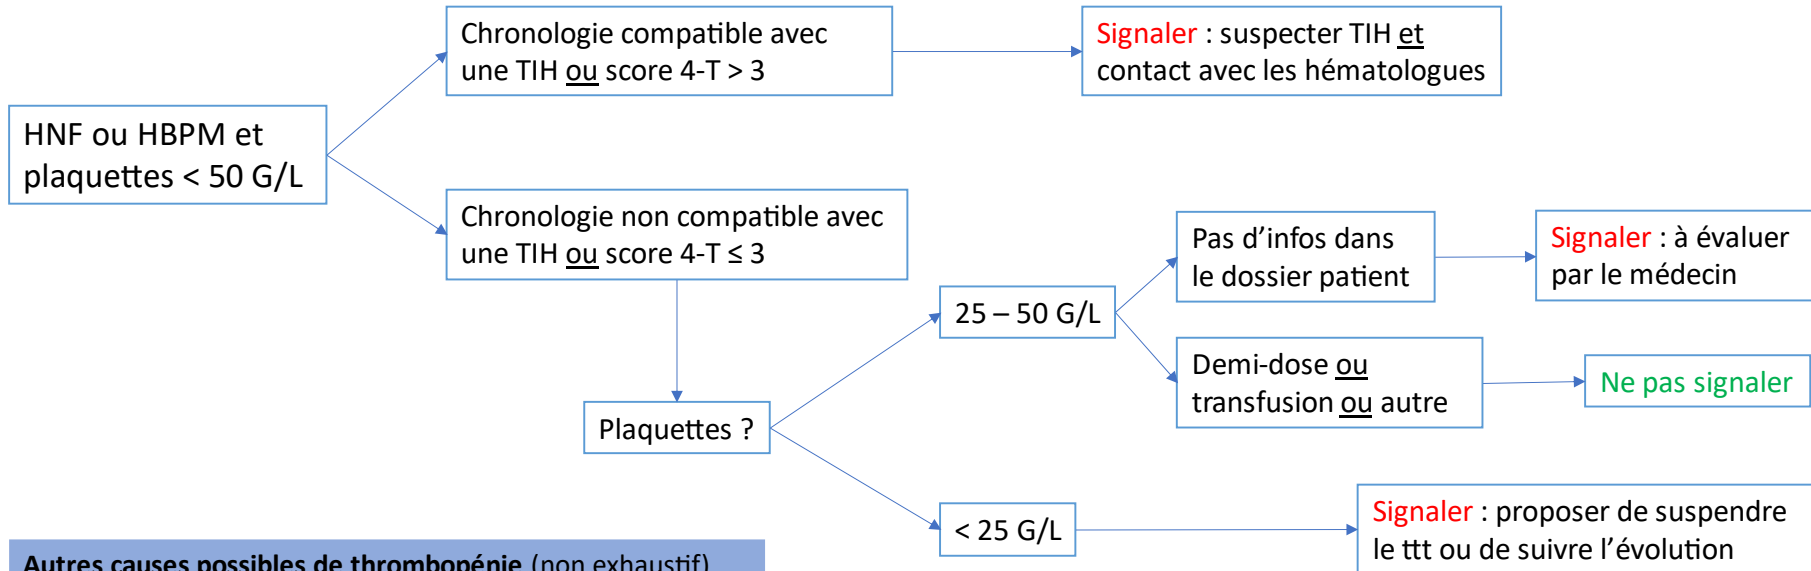 HNF ou HBPM et
plaquettes < 50 G/L
Chronologie compatible avec
une TIH ou score 4-T > 3
Signaler : suspecter TIH et
contact avec les hématologues
Chronologie non compatible avec
une TIH ou score 4-T ≤ 3
Plaquettes ?
25 – 50 G/L
Pas d’infos dans
le dossier patient
Signaler : à évaluer
par le médecin
Demi-dose ou
transfusion ou autre
Ne pas signaler
< 25 G/L
Signaler : proposer de suspendre
le ttt ou de suivre l’évolution
Autres causes possibles de thrombopénie (non exhaustif)